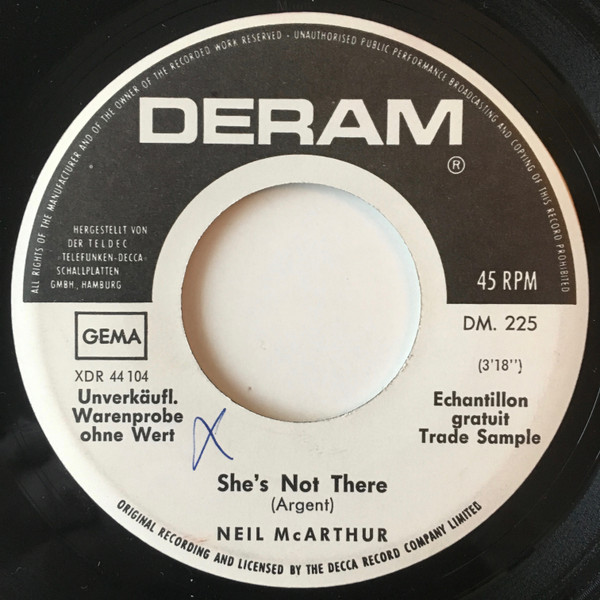 ALL RIGHTS OF THE MANUFACTURER AND OF THE OWNER OF THE RECORDED WORK RESERVED - UNAUTHORISED PUBLIC PERFORMANCE BROADCASTING AND COPYING OF THIS RECORD PROHIBITED
DERAM
®
HERGESTELLT VON
DER TELDEC
·TELEFUNKEN-DECCA·
SCHALLPLATTEN
GMBH, HAMBURG
45 RPM
GEMA
DM. 225
XDR 44 104
(3'18'')
Unverkäufl.
Warenprobe
ohne Wert
Echantillon
gratuit
Trade Sample
X
She's Not There
(Argent)
NEIL McARTHUR
ORIGINAL RECORDING AND LICENSED BY THE DECCA RECORD COMPANY LIMITED